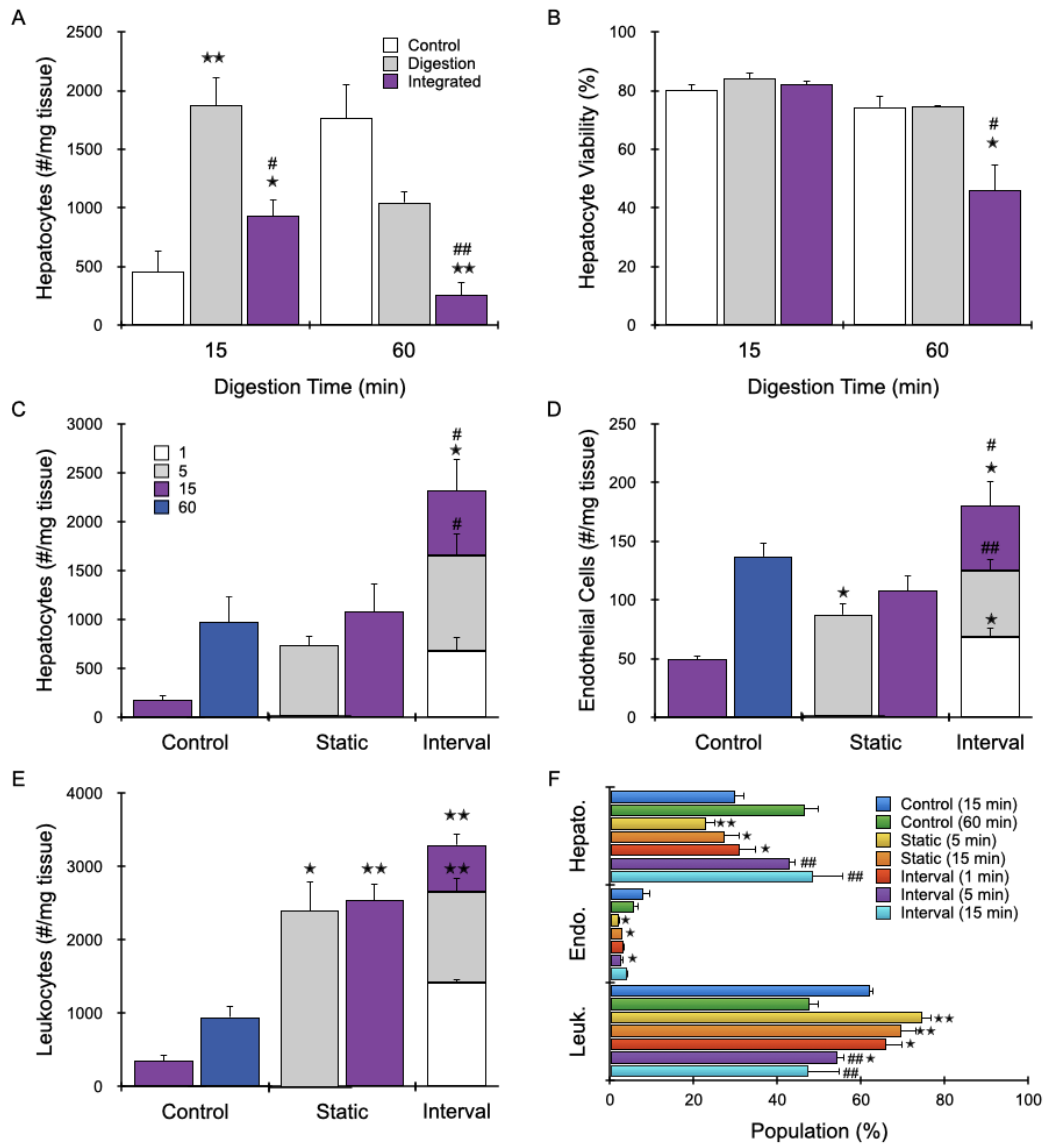 A
Hepatocytes (#/mg tissue)
3000
2500
2000
1500
1000
500
0
Control
Digestion
Integrated
★★
#
★
##
★★
15
60
Digestion Time (min)
B
Hepatocyte Viability (%)
100
80
60
40
20
0
#
★
15
60
Digestion Time (min)
C
Hepatocytes (#/mg tissue)
3000
2500
2000
1500
1000
500
0
1
5
15
60
#
★
#
Control
Static
Interval
D
Endothelial Cells (#/mg tissue)
250
200
150
100
50
0
#
★
##
★
★
Control
Static
Interval
E
Leukocytes (#/mg tissue)
4000
3000
2000
1000
0
★
★★
★★
★★
Control
Static
Interval
F
Hepato.
Endo.
Leuk.
Control (15 min)
Control (60 min)
Static (5 min)
Static (15 min)
Interval (1 min)
Interval (5 min)
Interval (15 min)
★★
★
★
##
##
★
★
★
★★
★★
★
##★
##
0
20
40
60
80
100
Population (%)